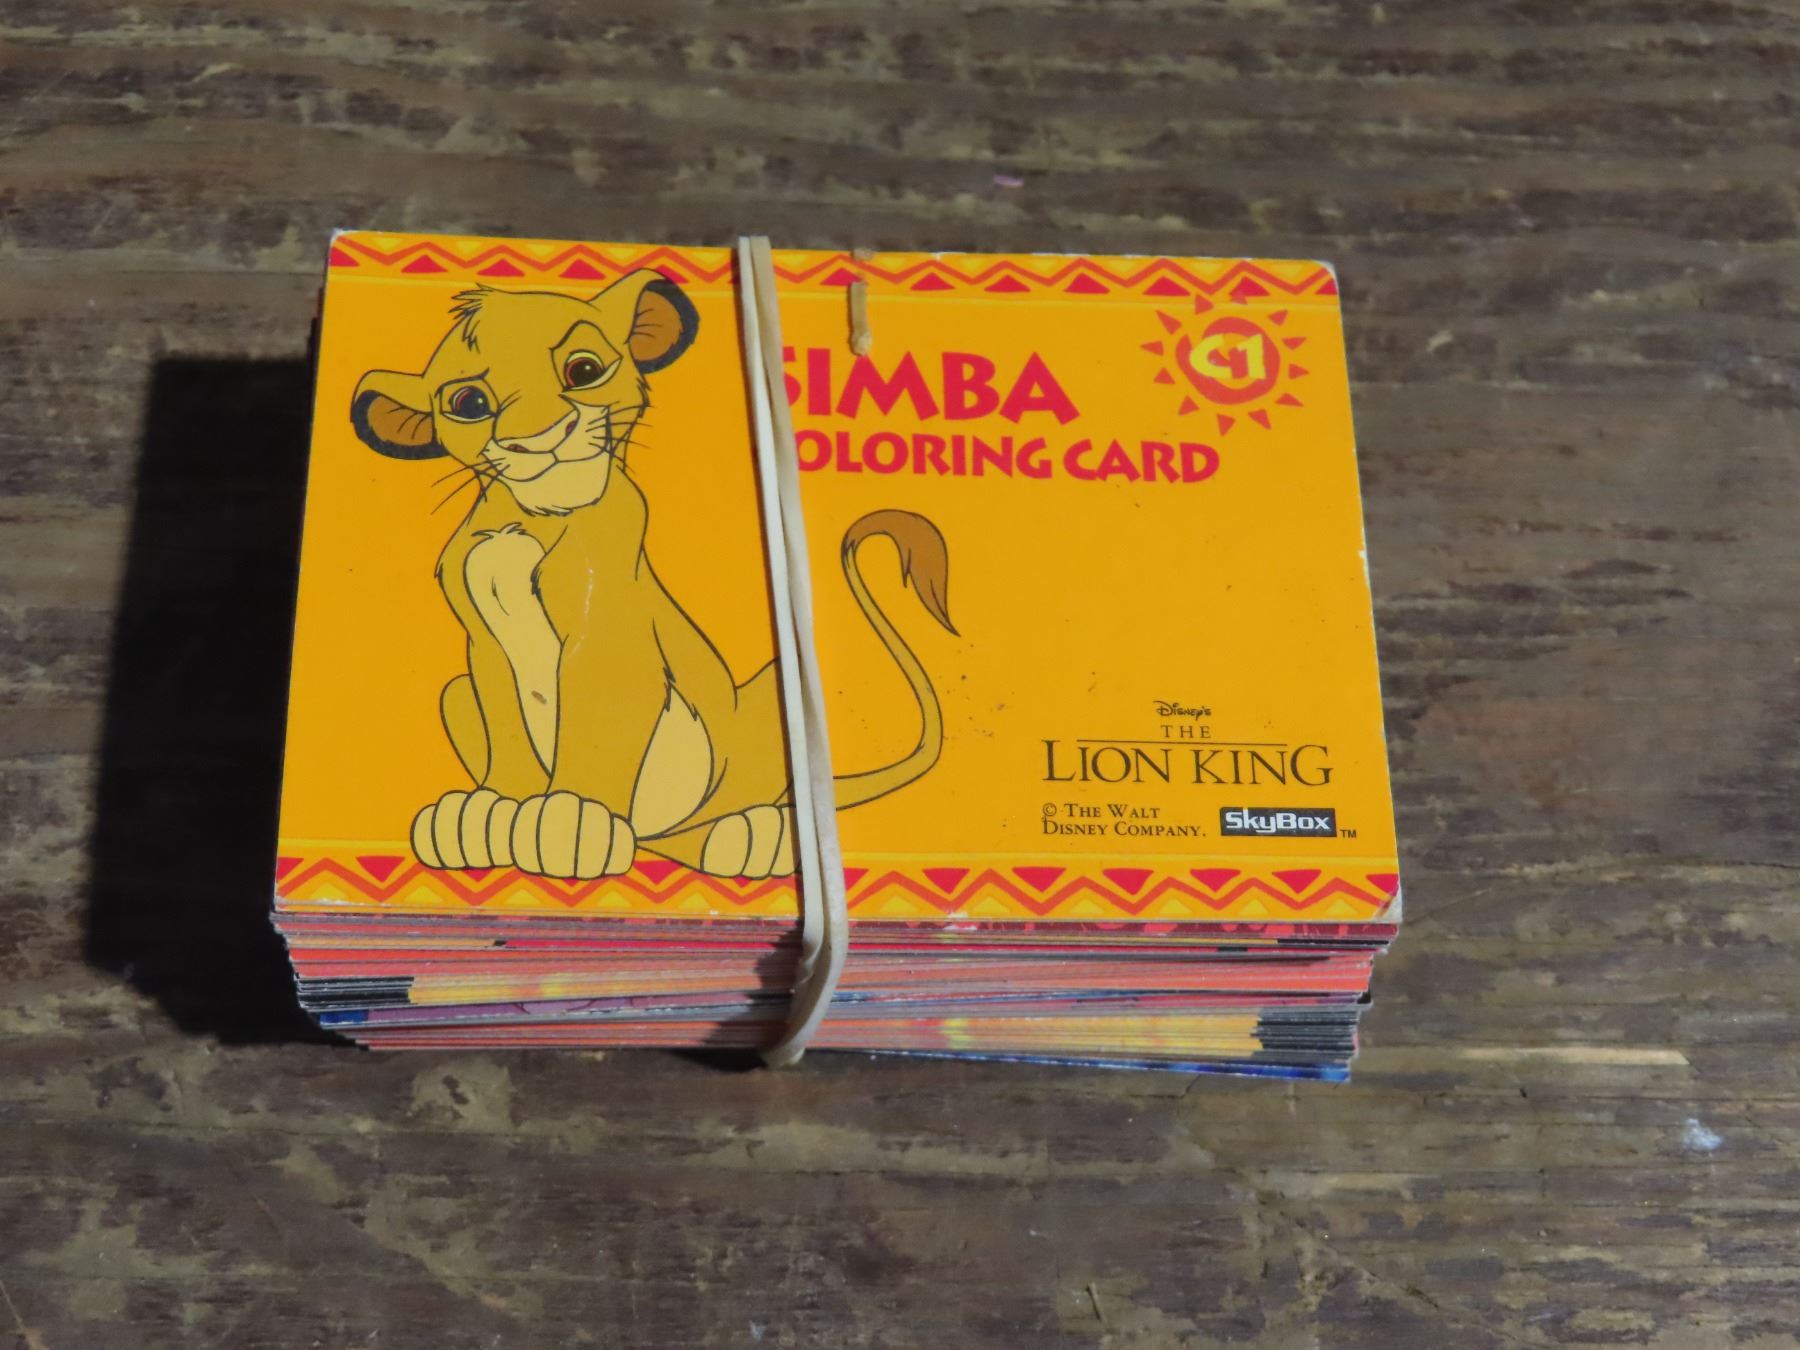 SIMBA
OLORING CARD
C1
Disney's
THE
LION KING
© THE WALT
DISNEY COMPANY.
SkyBox TM